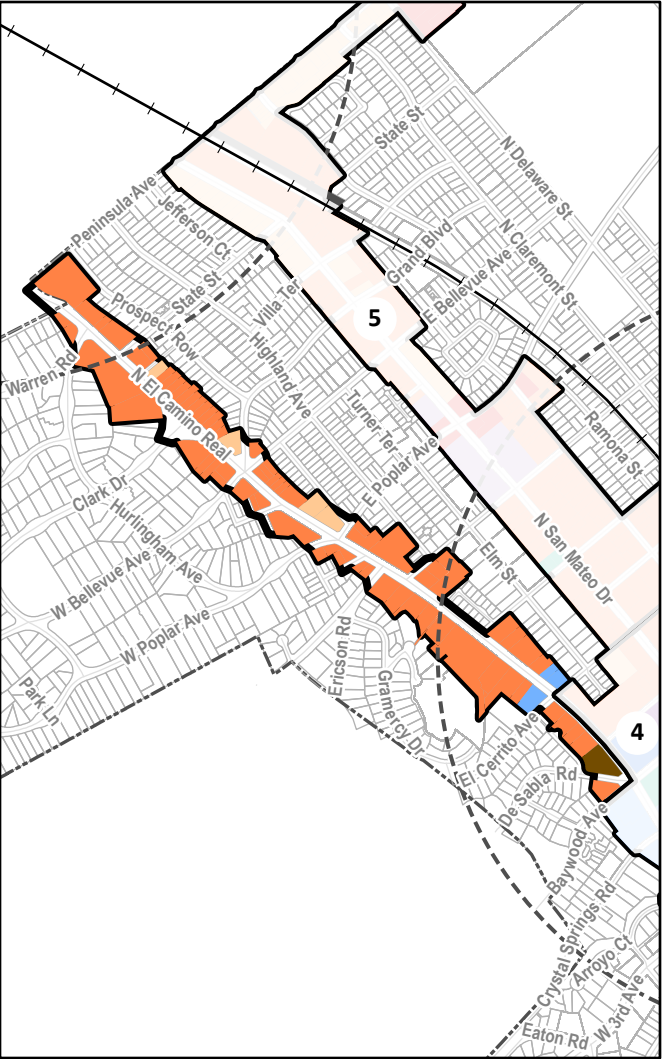 State St
N Delaware St
Peninsula Ave
Jefferson Ct
Grand Blvd
N Claremont St
E Bellevue Ave
State St
Villa Ter
5
Prospect Row
Warren Rd
Highland Ave
N El Camino Real
Turner Ter
Ramona St
E Poplar Ave
Clark Dr
Hurlingham Ave
N San Mateo Dr
Elm St
W Bellevue Ave
W Poplar Ave
Ericson Rd
Park Ln
Gramercy Dr
El Cerrito Ave
4
De Sabla Rd
Baywood Ave
Crystal Springs Rd
Arroyo Ct
W 3rd Ave
Eaton Rd